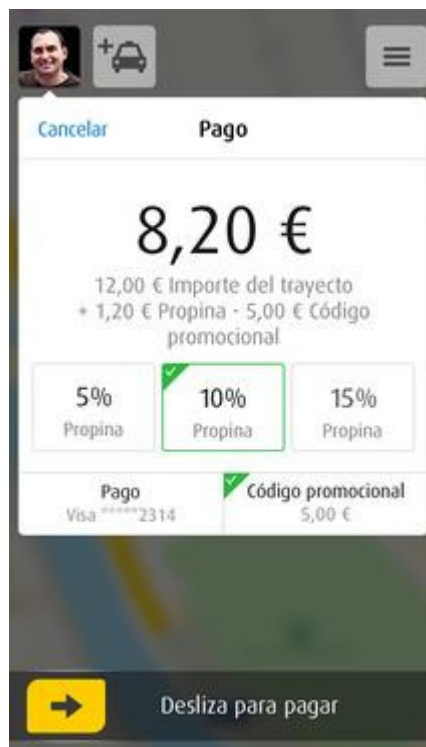 Cancelar Pago
8,20 €
12,00 € Importe del trayecto
+ 1,20 € Propina - 5,00 € Código
promocional
5% 10% 15%
Propina Propina Propina
Pago Código promocional
Visa *****2314 5,00 €
Desliza para pagar